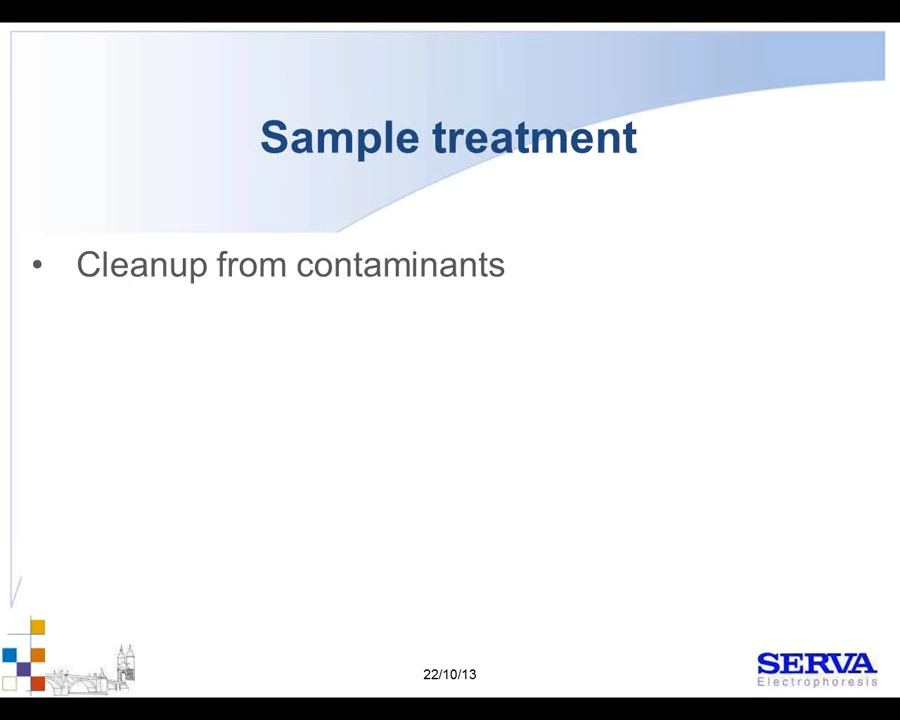 Sample treatment
• Cleanup from contaminants
22/10/13
SERVA
Electrophoresis